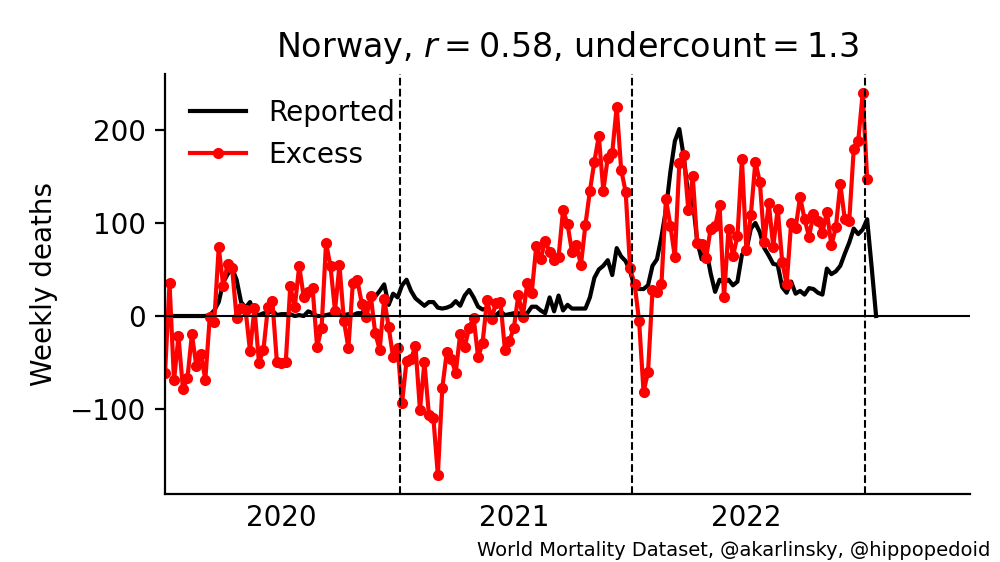 Norway, r = 0.58, undercount = 1.3
Reported
Excess
200
100
0
−100
Weekly deaths
2020 2021 2022
World Mortality Dataset, @akarlinsky, @hippopedoid